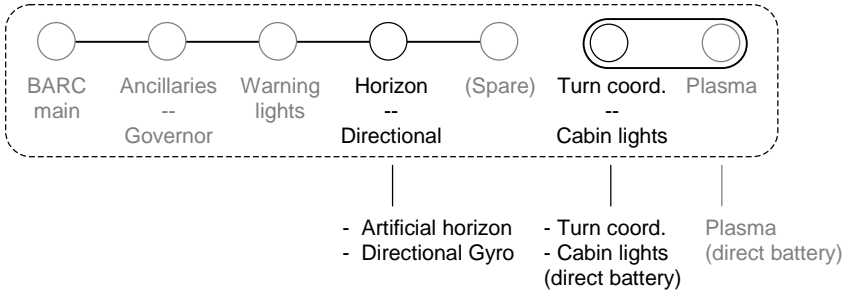 BARC main
Ancillaries -- Governor
Warning lights
Horizon -- Directional
(Spare)
Turn coord. -- Cabin lights
Plasma
- Artificial horizon
- Directional Gyro
- Turn coord.
- Cabin lights
(direct battery)
Plasma
(direct battery)